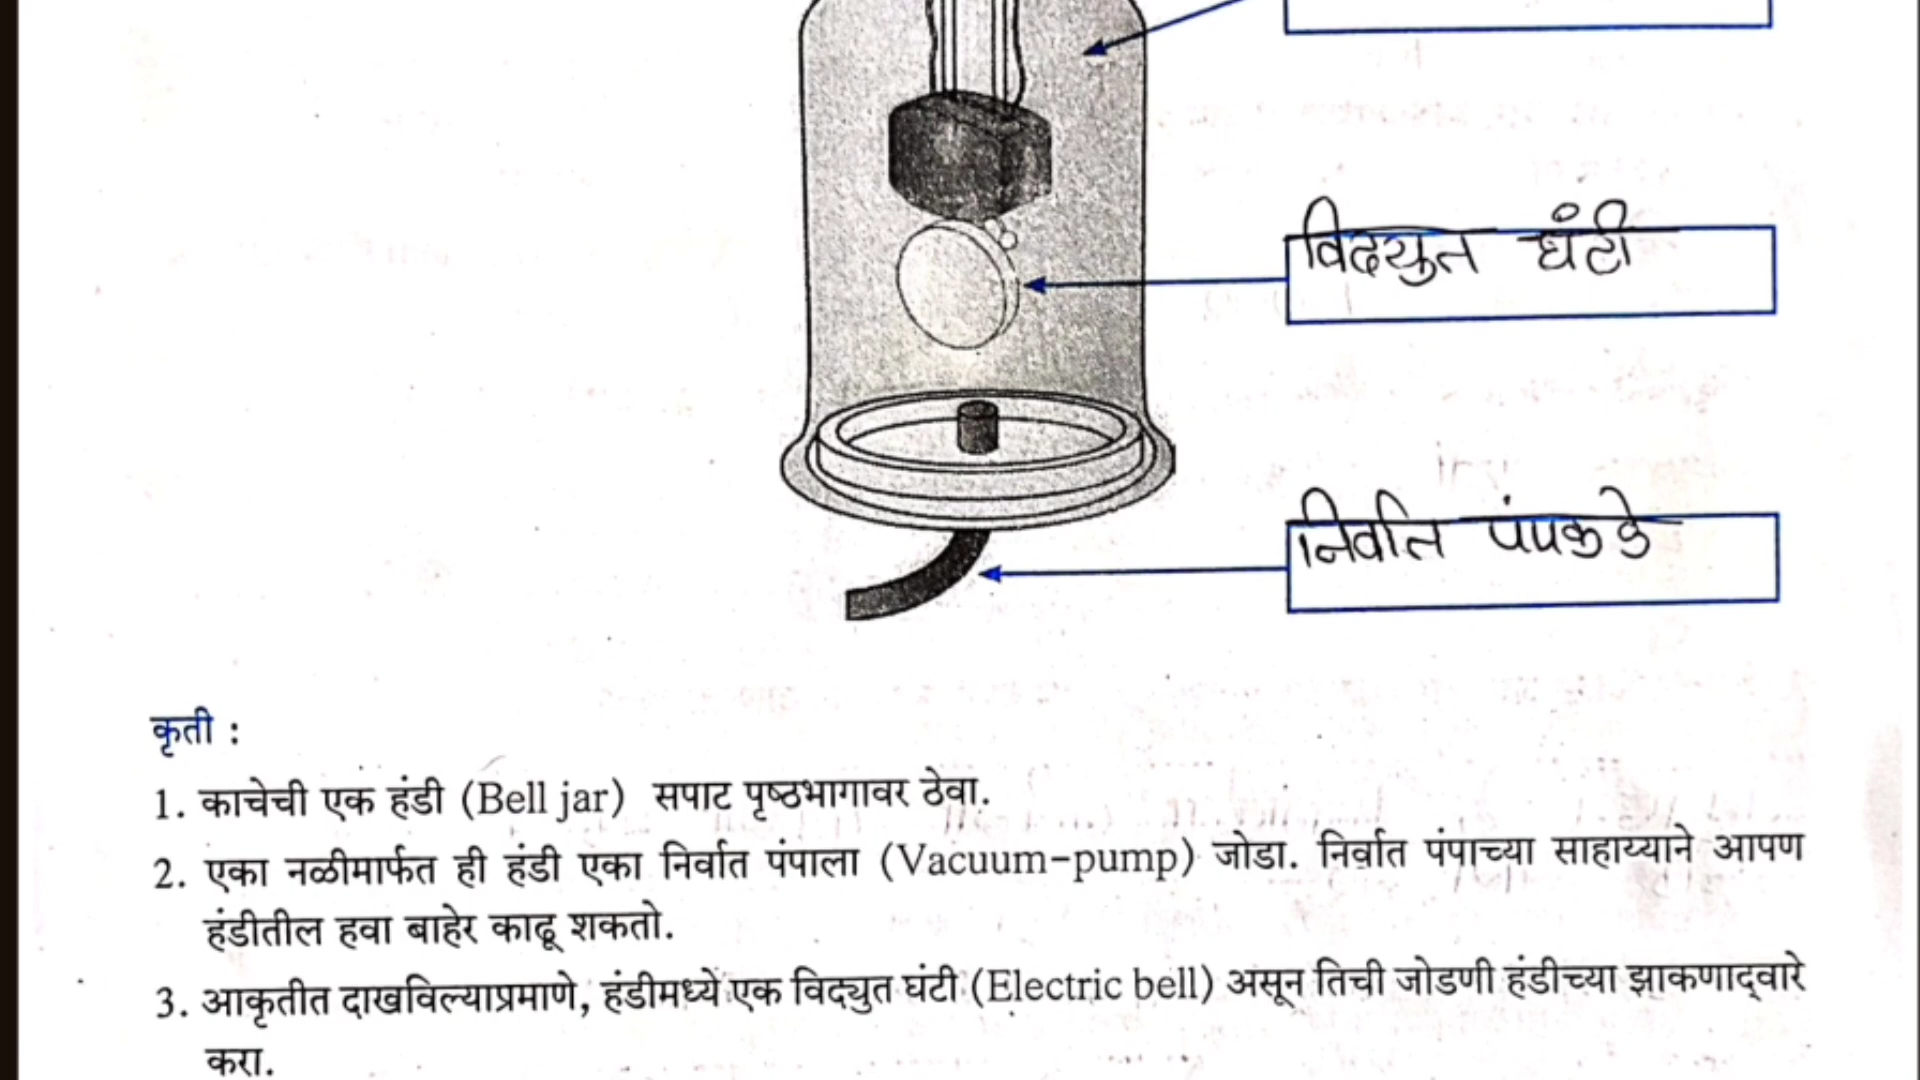 विदयुत घंटी
निर्वात पंपकडे
कृती :
1. काचेची एक हंडी (Bell jar) सपाट पृष्ठभागावर ठेवा.
2. एका नळीमार्फत ही हंडी एका निर्वात पंपाला (Vacuum-pump) जोडा. निर्वात पंपाच्या साहाय्याने आपण
हंडीतील हवा बाहेर काढू शकतो.
3. आकृतीत दाखविल्याप्रमाणे, हंडीमध्ये एक विद्युत घंटी (Electric bell) असून तिची जोडणी हंडीच्या झाकणाद्‌वारे
करा.